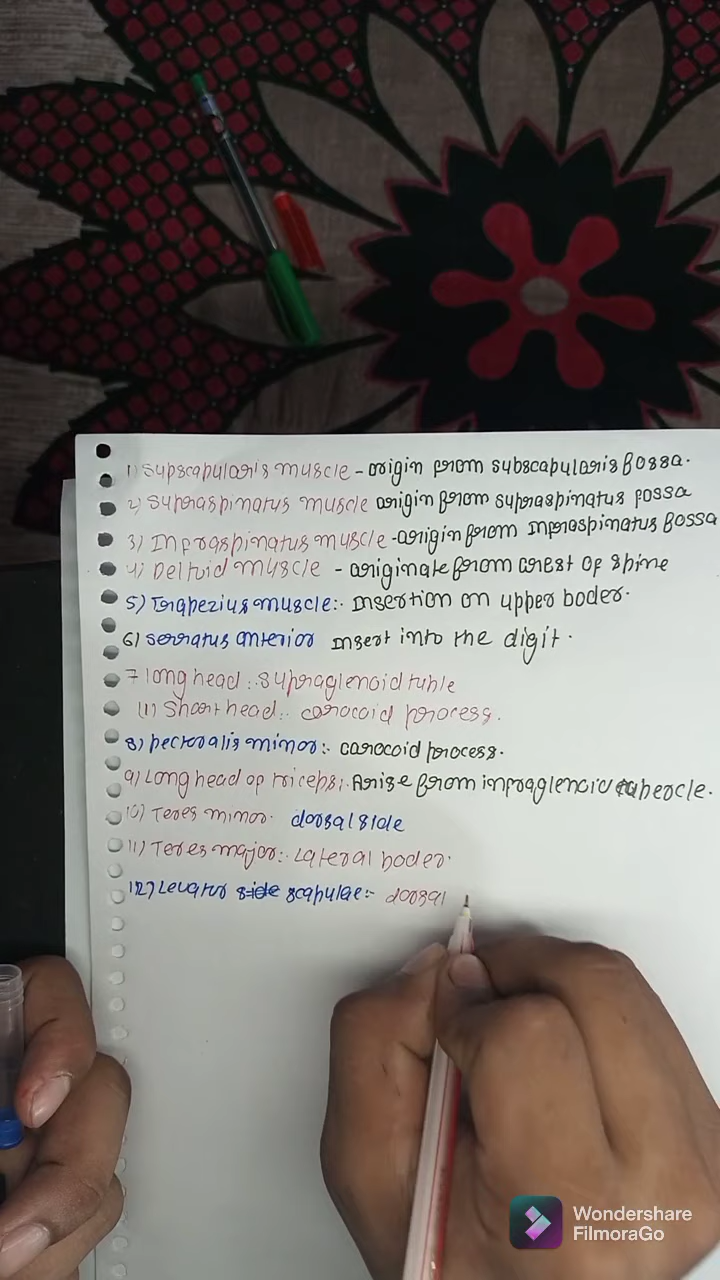 1) Supscapularis muscle - origin from subscapularis fossa.
2) Supraspinatus muscle origin from supraspinatus fossa
3) Infraspinatus muscle - origin from Infraspinatus fossa
4) Deltoid muscle - originate from crest of spine
5) Trapezius muscle:- Insertion on upper boder.
6) serratus anterior Insert into the digit.
7 long head:- supraglenoid tuble
(11) Short head:- corocoid process.
8) pectoralis minor:- corocoid process.
9) Long head of triceps:- Arise from infraglenoid tubercle.
10) Teres minor- dorsal side
11) Teres major:- Lateral boder.
12) Levator side scapulae:- dorsal
Wondershare
FilmoraGo